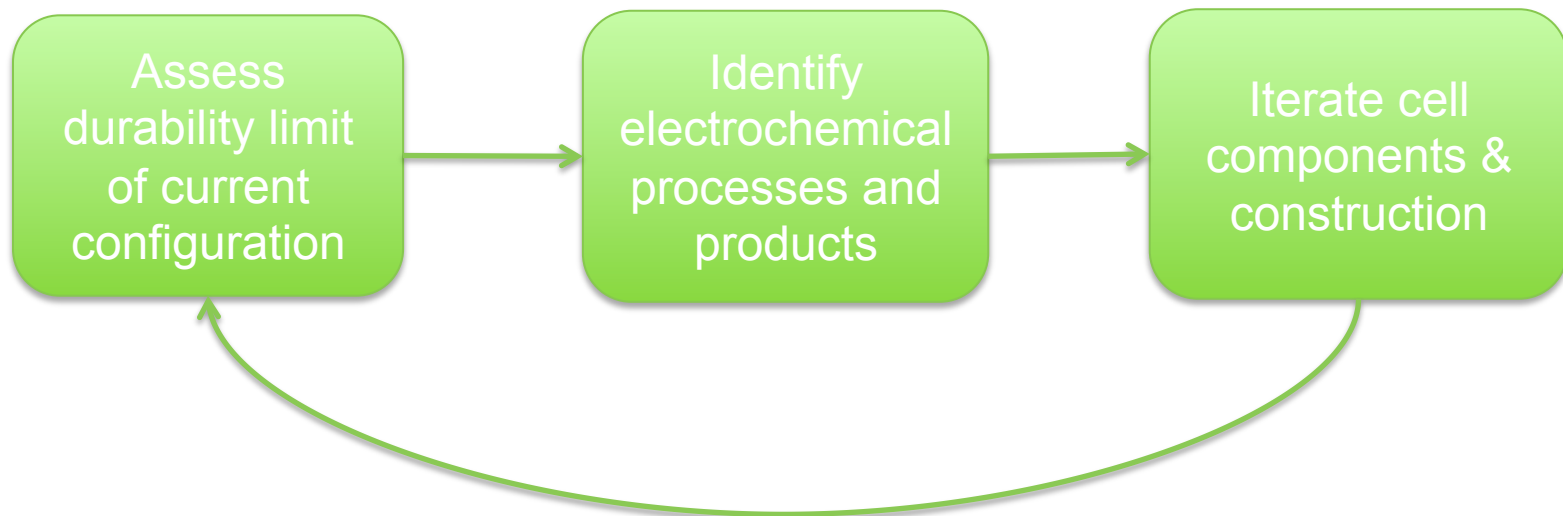 Assess
durability limit
of current
configuration
Identify
electrochemical
processes and
products
Iterate cell
components &
construction